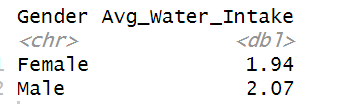 Gender Avg_Water_Intake
<chr> <dbl>
1 Female 1.94
2 Male 2.07